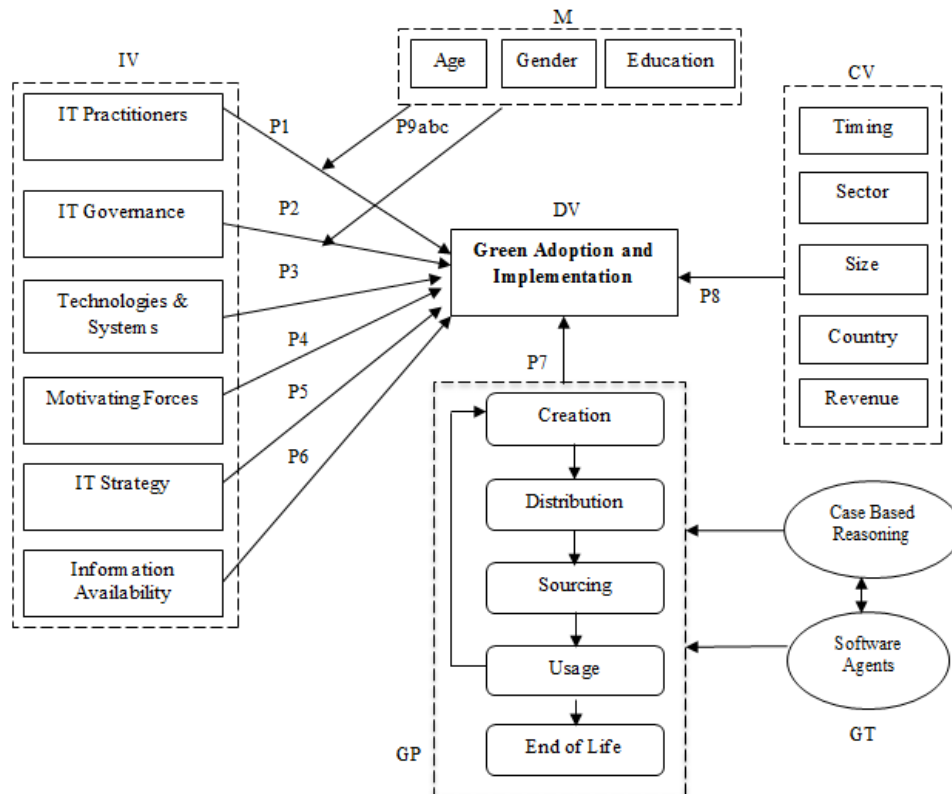 M
Age
Gender
Education
IV
IT Practitioners
IT Governance
Technologies &
Systems
Motivating Forces
IT Strategy
Information
Availability
P1
P9abc
P2
P3
P4
P5
P6
DV
Green Adoption and
Implementation
P8
P7
CV
Timing
Sector
Size
Country
Revenue
Creation
Distribution
Sourcing
Usage
End of Life
GP
Case Based
Reasoning
Software
Agents
GT